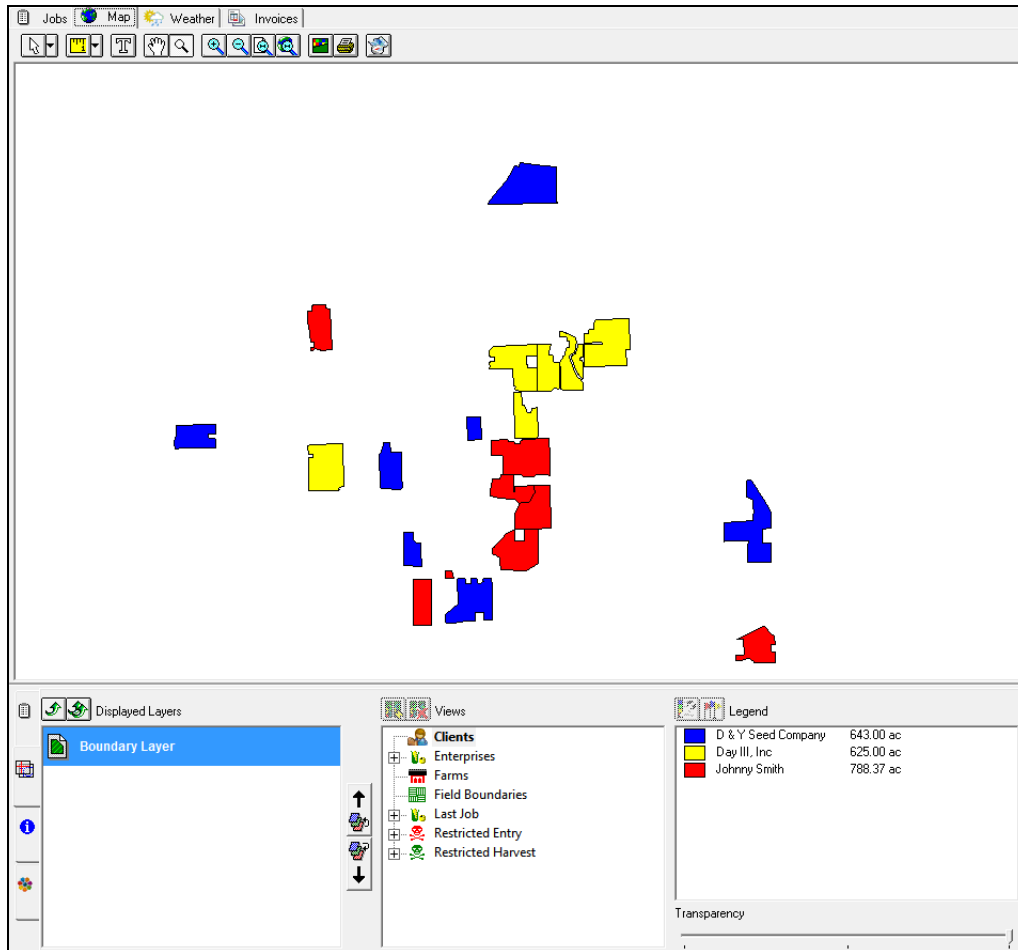 Jobs Map Weather Invoices
T
Displayed Layers
Boundary Layer
Views
Clients
Enterprises
Farms
Field Boundaries
Last Job
Restricted Entry
Restricted Harvest
Legend
D & Y Seed Company 643.00 ac
Day III, Inc 625.00 ac
Johnny Smith 788.37 ac
Transparency